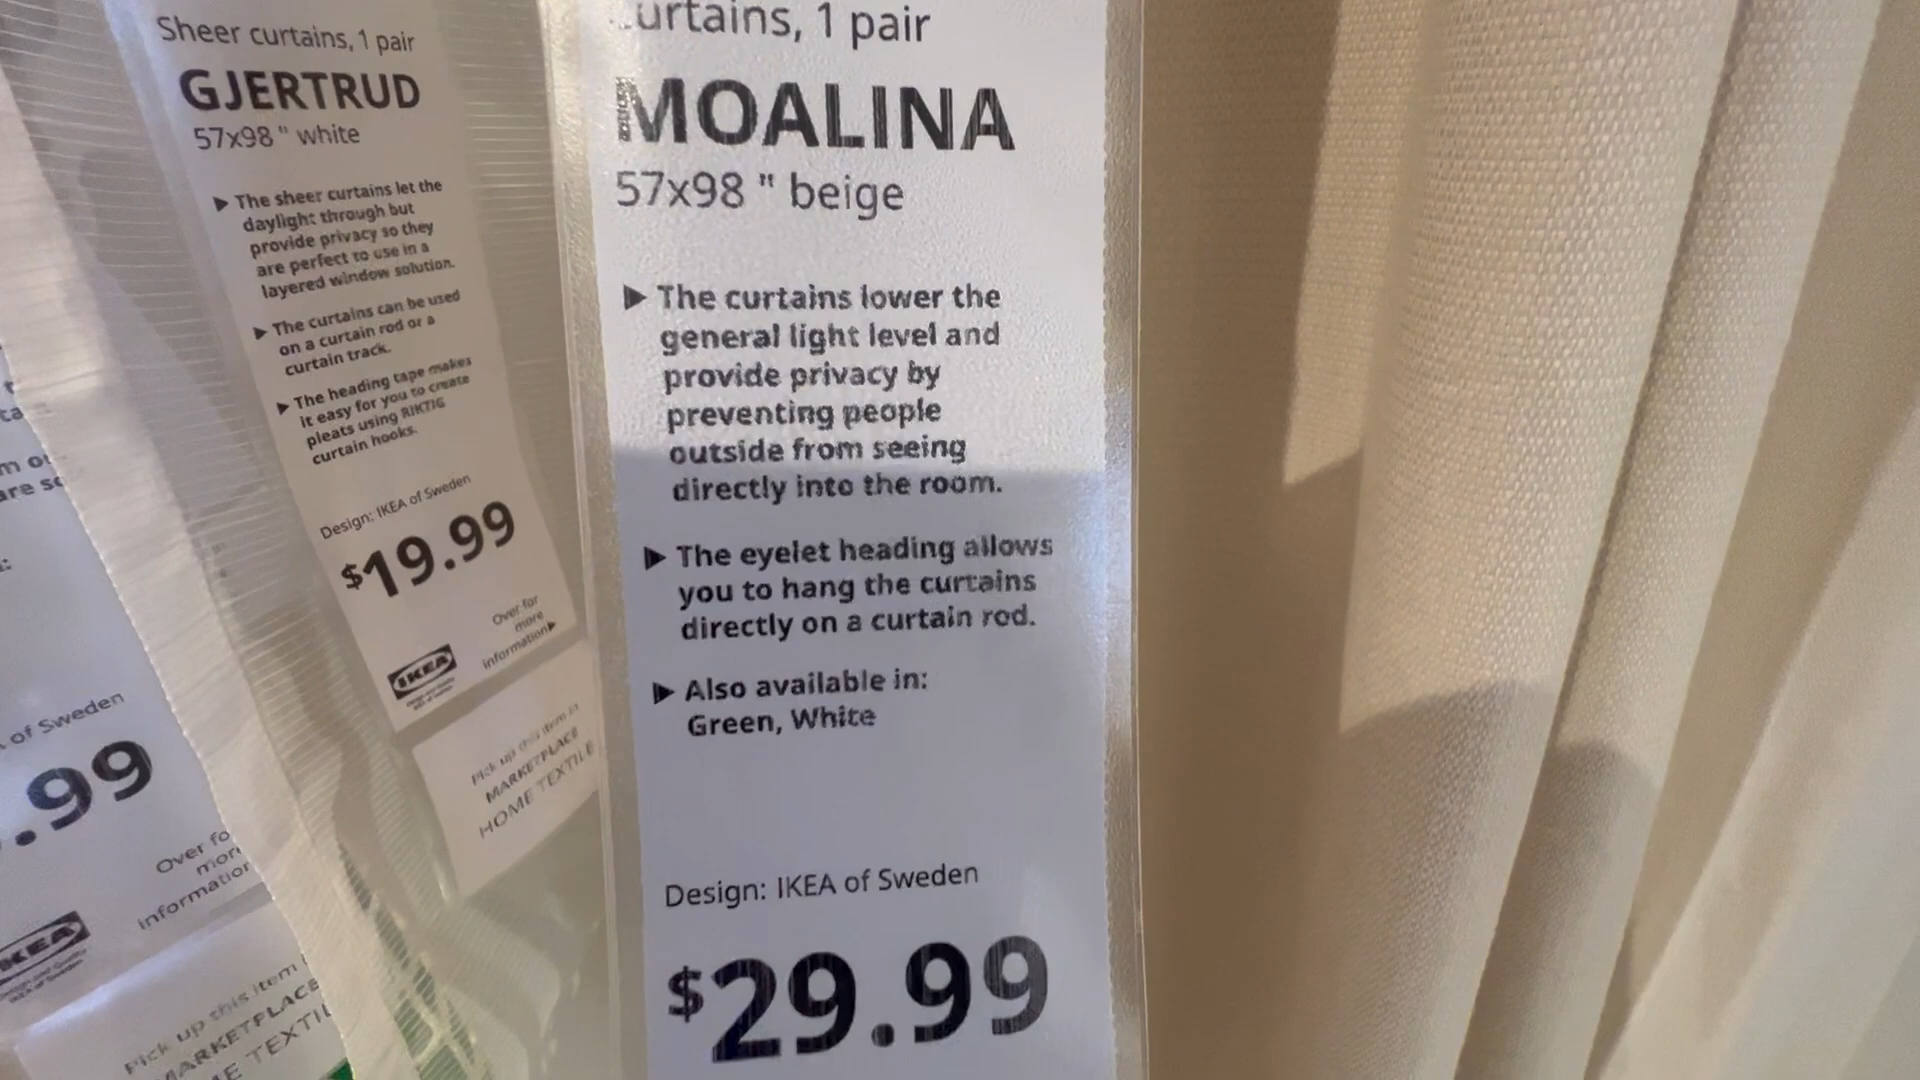 Sheer curtains, 1 pair
GJERTRUD
57x98 " white
▶ The sheer curtains let the
daylight through but
provide privacy so they
are perfect to use in a
layered window solution.
▶ The curtains can be used
on a curtain rod or a
curtain track.
▶ The heading tape makes
it easy for you to create
pleats using RIKTIG
curtain hooks.
Design: IKEA of Sweden
$19.99
Over for
more
information▶
IKEA
Pick up this item in
MARKETPLACE
HOME TEXTILE
urtains, 1 pair
MOALINA
57x98 " beige
▶ The curtains lower the
general light level and
provide privacy by
preventing people
outside from seeing
directly into the room.
▶ The eyelet heading allows
you to hang the curtains
directly on a curtain rod.
▶ Also available in:
Green, White
Design: IKEA of Sweden
$29.99
of Sweden
.99
Over fo
more
information
IKEA
Pick up this item
MARKETPLACE
ME TEXTIL